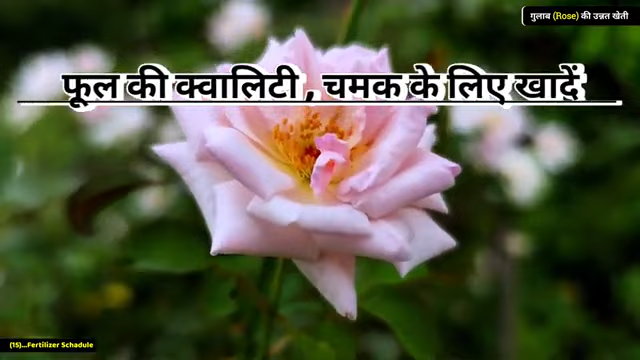 गुलाब (Rose) की उन्नत खेती
फूल की क्वालिटी , चमक के लिए खादें
(15)...Fertilizer Schadule